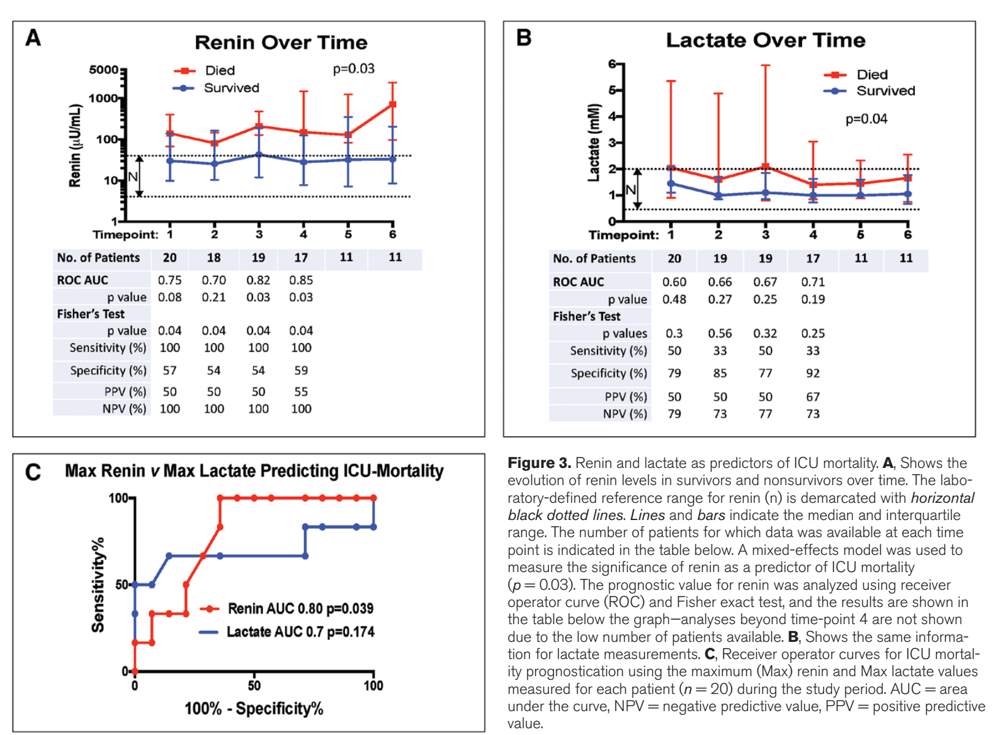 A
Renin Over Time
Died
Survived
p=0.03
Renin (μU/mL)
5000
1000
100
10
1
N
Timepoint: 1 2 3 4 5 6
No. of Patients 20 18 19 17 11 11
ROC AUC 0.75 0.70 0.82 0.85
p value 0.08 0.21 0.03 0.03
Fisher's Test
p value 0.04 0.04 0.04 0.04
Sensitivity (%) 100 100 100 100
Specificity (%) 57 54 54 59
PPV (%) 50 50 50 55
NPV (%) 100 100 100 100
B
Lactate Over Time
Died
Survived
p=0.04
Lactate (mM)
6
5
4
3
2
1
0
N
Timepoint: 1 2 3 4 5 6
No. of Patients 20 19 19 17 11 11
ROC AUC 0.60 0.66 0.67 0.71
p value 0.48 0.27 0.25 0.19
Fisher's Test
p values 0.3 0.56 0.32 0.25
Sensitivity (%) 50 33 50 33
Specificity (%) 79 85 77 92
PPV (%) 50 50 50 67
NPV (%) 79 73 77 73
C
Max Renin v Max Lactate Predicting ICU-Mortality
Sensitivity%
100
50
0
Renin AUC 0.80 p=0.039
Lactate AUC 0.7 p=0.174
0 50 100
100% - Specificity%
Figure 3. Renin and lactate as predictors of ICU mortality. A, Shows the
evolution of renin levels in survivors and nonsurvivors over time. The labo-
ratory-defined reference range for renin (n) is demarcated with horizontal
black dotted lines. Lines and bars indicate the median and interquartile
range. The number of patients for which data was available at each time
point is indicated in the table below. A mixed-effects model was used to
measure the significance of renin as a predictor of ICU mortality
(p = 0.03). The prognostic value for renin was analyzed using receiver
operator curve (ROC) and Fisher exact test, and the results are shown in
the table below the graph—analyses beyond time-point 4 are not shown
due to the low number of patients available. B, Shows the same informa-
tion for lactate measurements. C, Receiver operator curves for ICU mortal-
ity prognostication using the maximum (Max) renin and Max lactate values
measured for each patient (n = 20) during the study period. AUC = area
under the curve, NPV = negative predictive value, PPV = positive predictive
value.